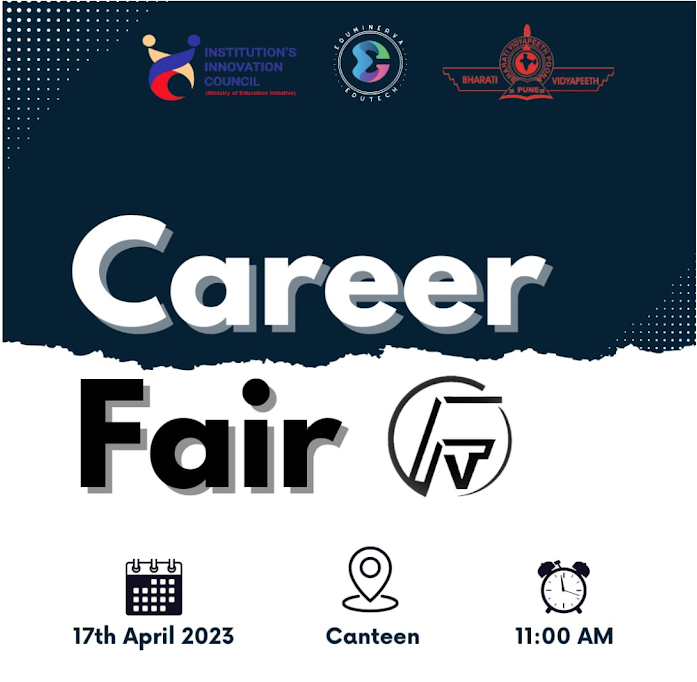 INSTITUTION'S
INNOVATION
COUNCIL
(Ministry of Education Initiative)
EDUMINERVA
EDUTECH
BHARATI VIDYAPEETH POONA
BHARATI
VIDYAPEETH
PUNE
Career
Fair
17th April 2023
Canteen
11:00 AM